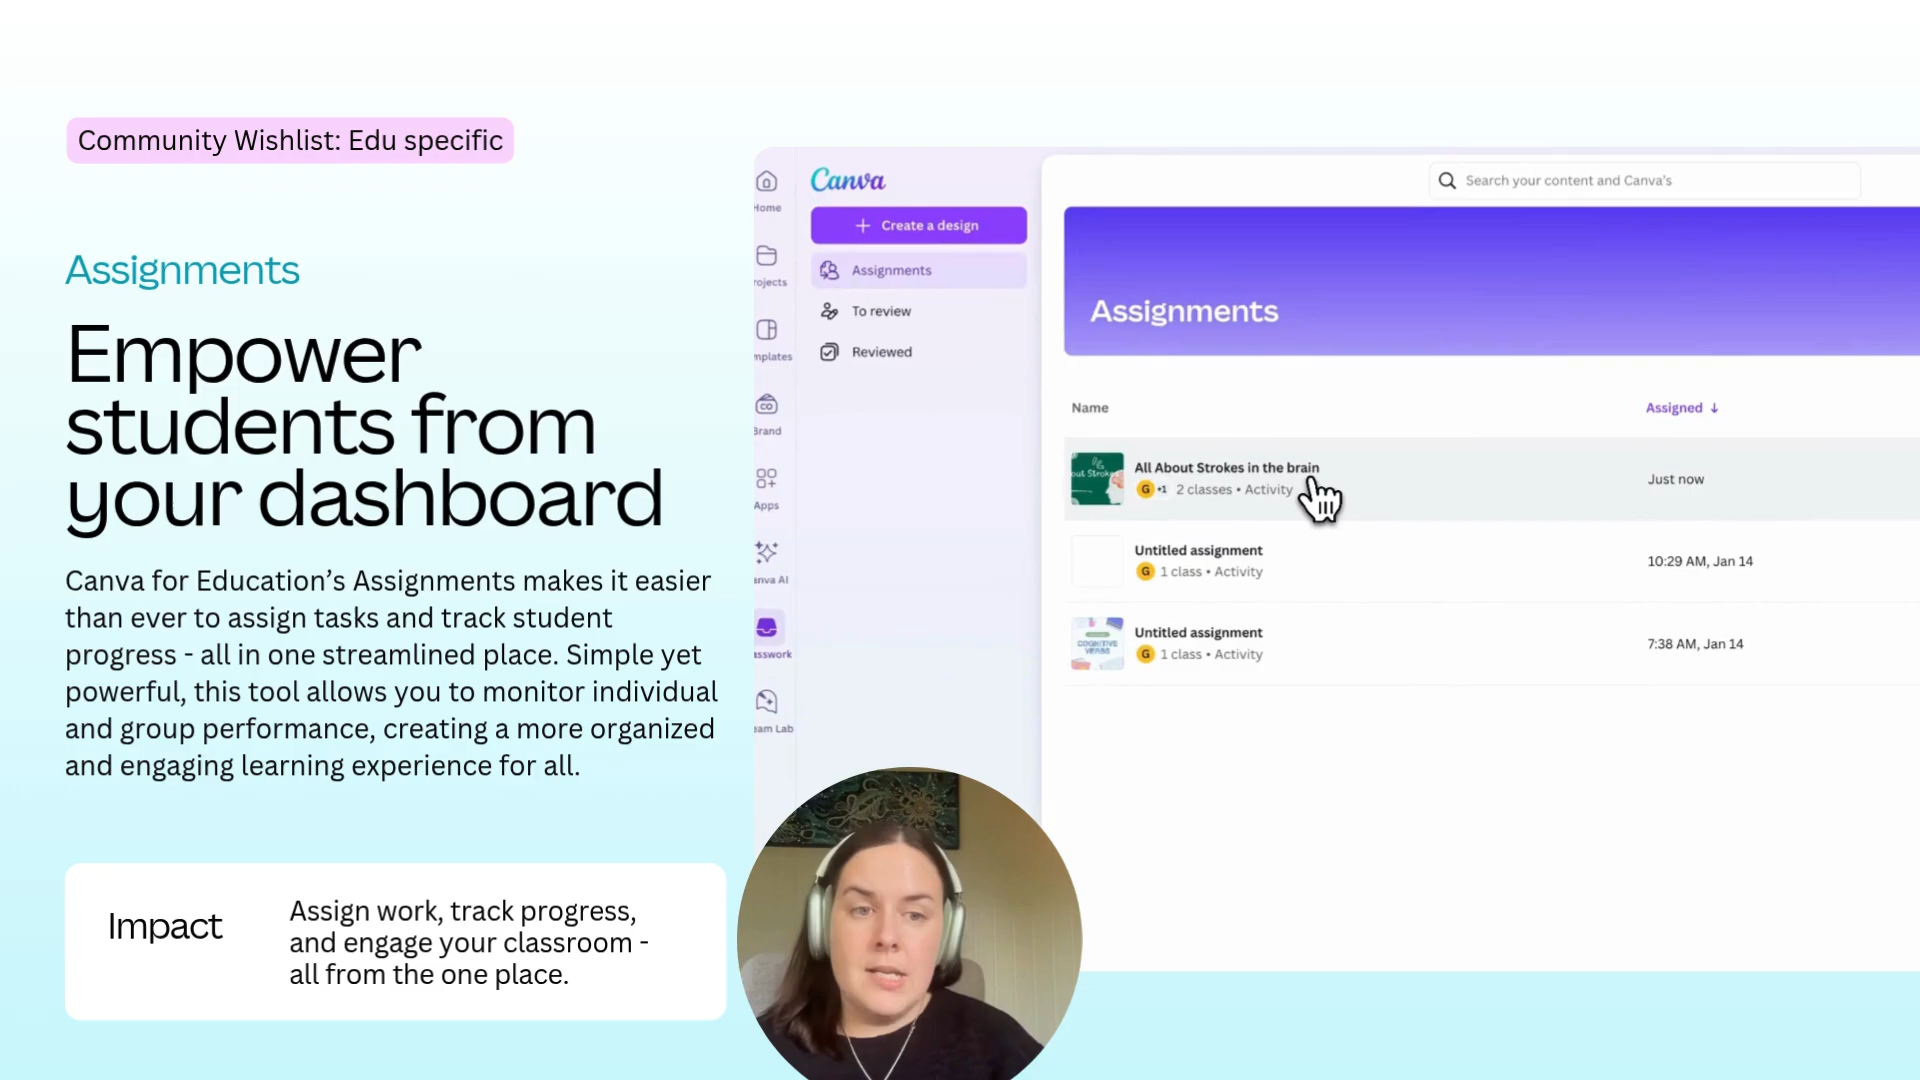 Community Wishlist: Edu specific
Assignments
Empower
students from
your dashboard
Canva for Education’s Assignments makes it easier
than ever to assign tasks and track student
progress - all in one streamlined place. Simple yet
powerful, this tool allows you to monitor individual
and group performance, creating a more organized
and engaging learning experience for all.
Impact
Assign work, track progress,
and engage your classroom -
all from the one place.
Home
rojects
mplates
Brand
Apps
anva AI
asswork
eam Lab
Canva
Create a design
Assignments
To review
Reviewed
Search your content and Canva's
Assignments
Name
Assigned ↓
All About Strokes in the brain
G +1 2 classes • Activity
Just now
out Stroke
Untitled assignment
G 1 class • Activity
10:29 AM, Jan 14
COGNITIVE
VERBS
Untitled assignment
G 1 class • Activity
7:38 AM, Jan 14